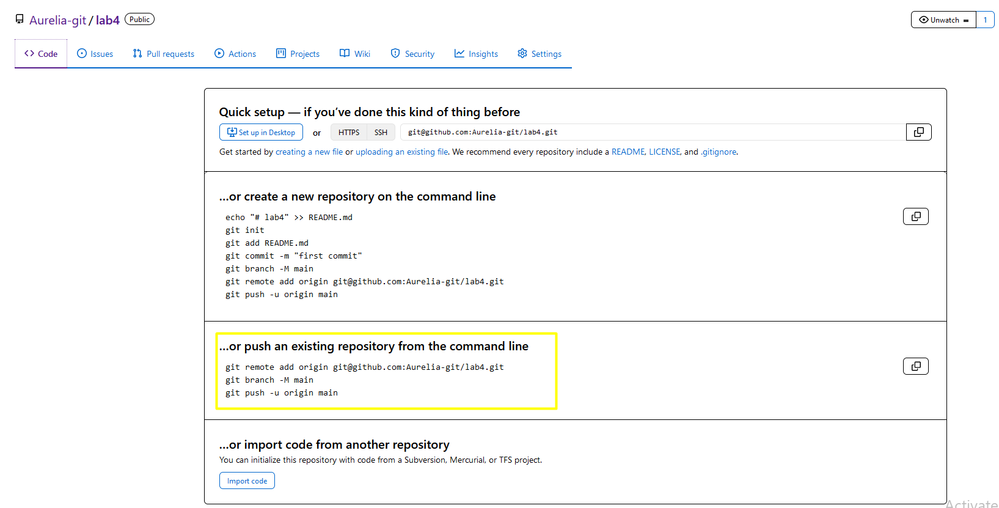 Aurelia-git / lab4 Public
Unwatch 1
Code Issues Pull requests Actions Projects Wiki Security Insights Settings
Quick setup — if you’ve done this kind of thing before
Set up in Desktop or HTTPS SSH git@github.com:Aurelia-git/lab4.git
Get started by creating a new file or uploading an existing file. We recommend every repository include a README, LICENSE, and .gitignore.
…or create a new repository on the command line
echo "# lab4" >> README.md
git init
git add README.md
git commit -m "first commit"
git branch -M main
git remote add origin git@github.com:Aurelia-git/lab4.git
git push -u origin main
…or push an existing repository from the command line
git remote add origin git@github.com:Aurelia-git/lab4.git
git branch -M main
git push -u origin main
…or import code from another repository
You can initialize this repository with code from a Subversion, Mercurial, or TFS project.
Import code
Activate